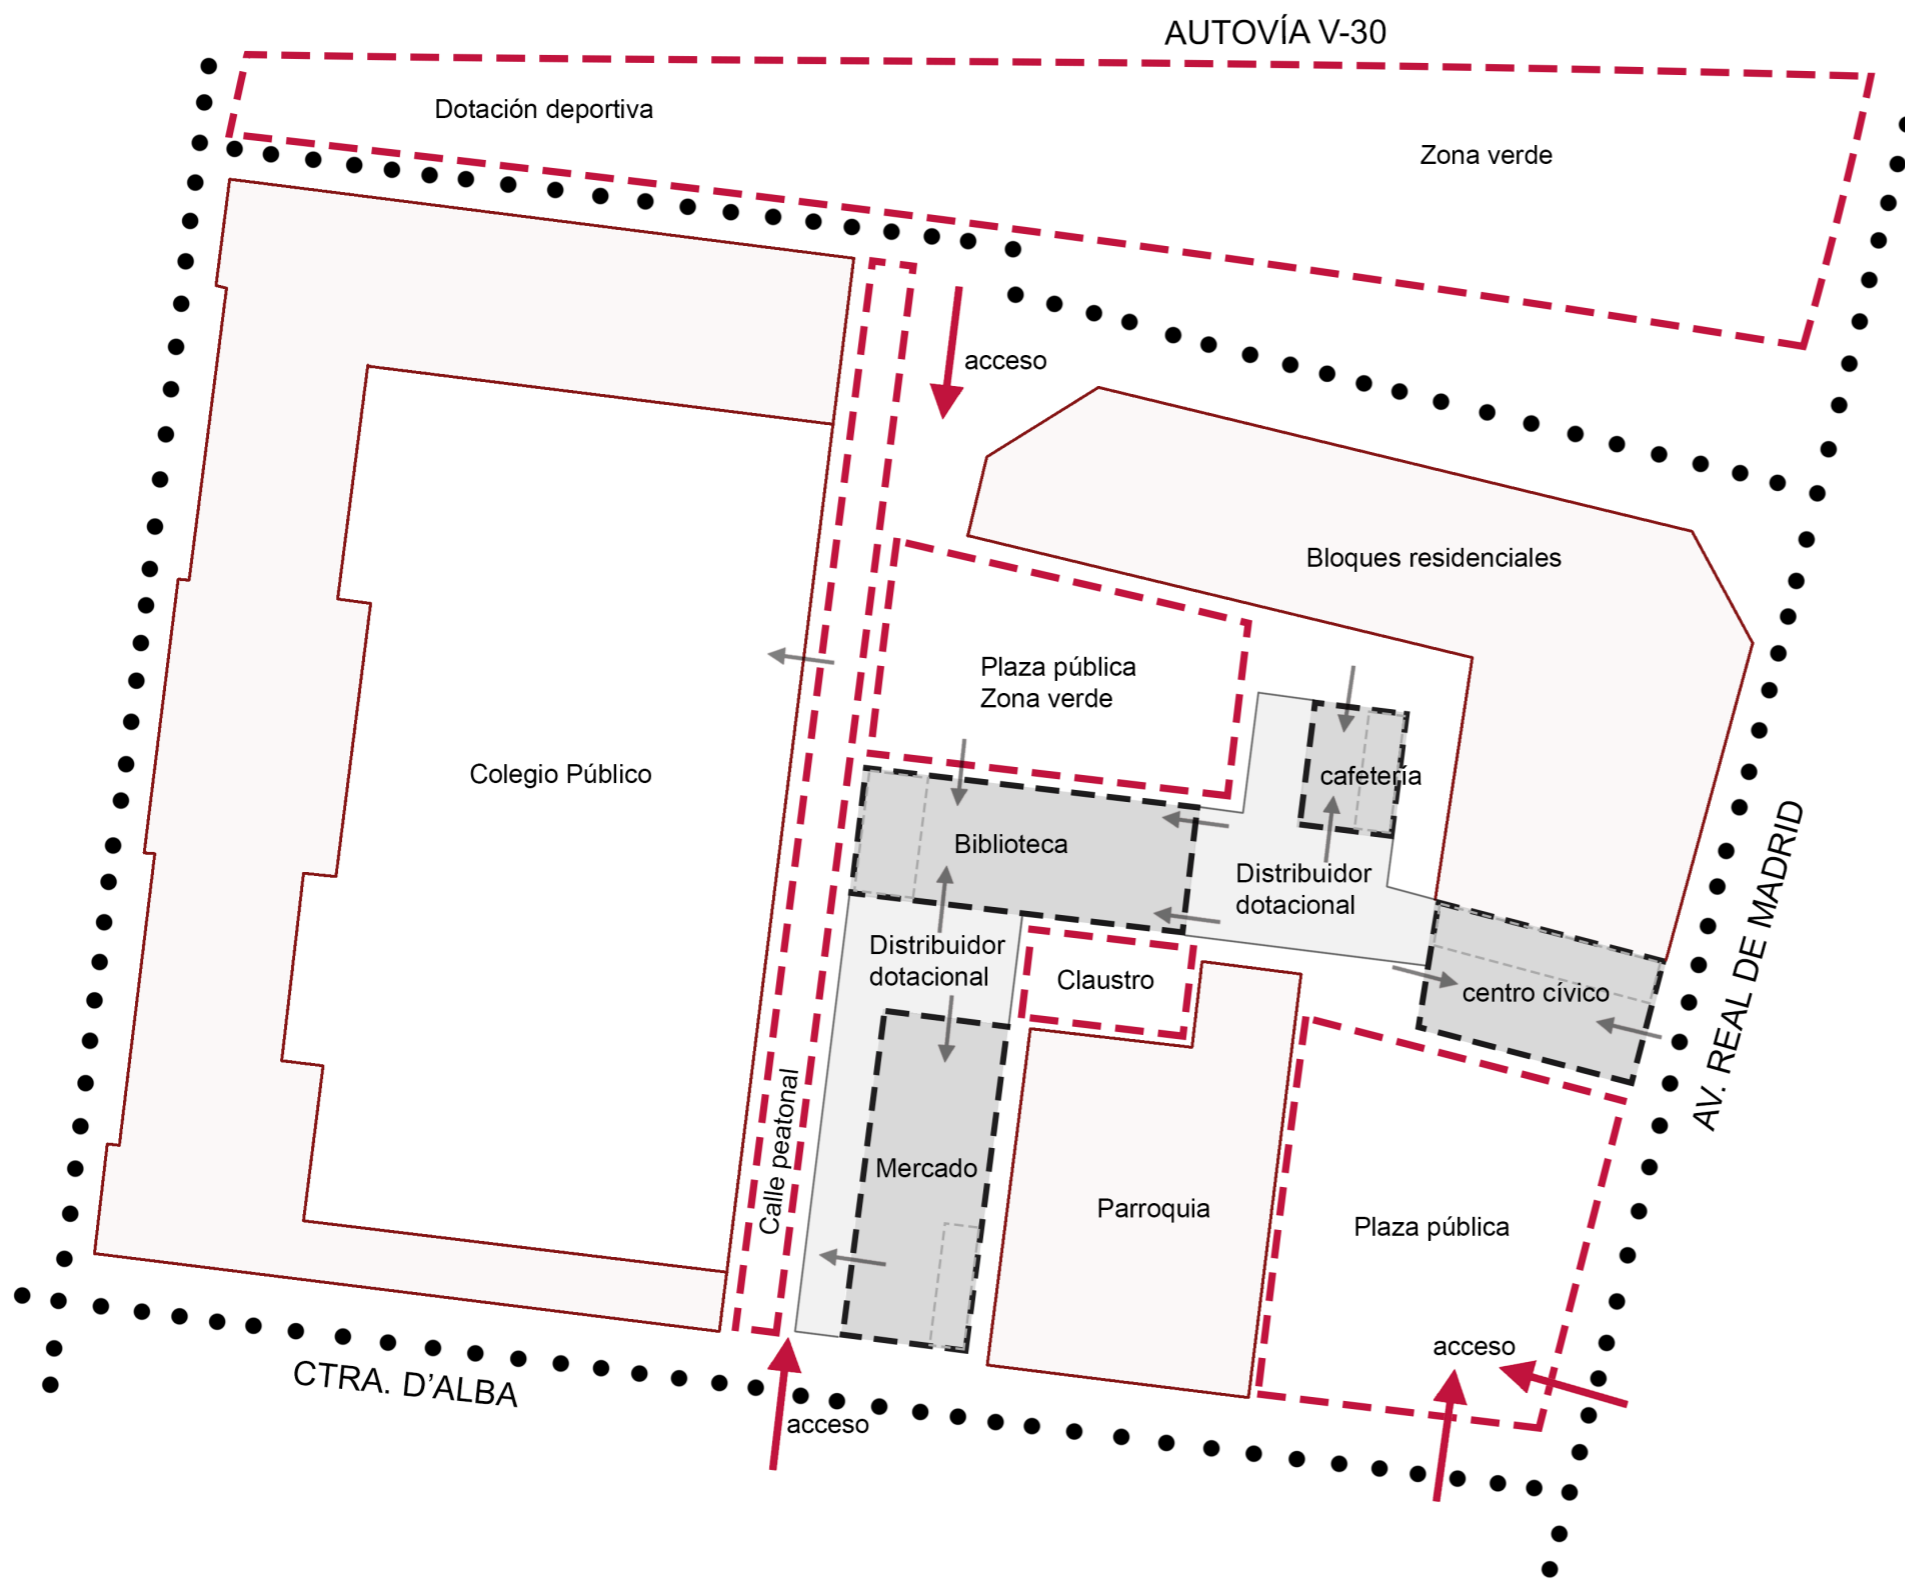 AUTOVÍA V-30
Dotación deportiva
Zona verde
acceso
Bloques residenciales
Plaza pública
Zona verde
Colegio Público
cafetería
Biblioteca
Distribuidor
dotacional
Distribuidor
dotacional
Claustro
centro cívico
AV. REAL DE MADRID
Calle peatonal
Mercado
Parroquia
Plaza pública
acceso
CTRA. D'ALBA
acceso